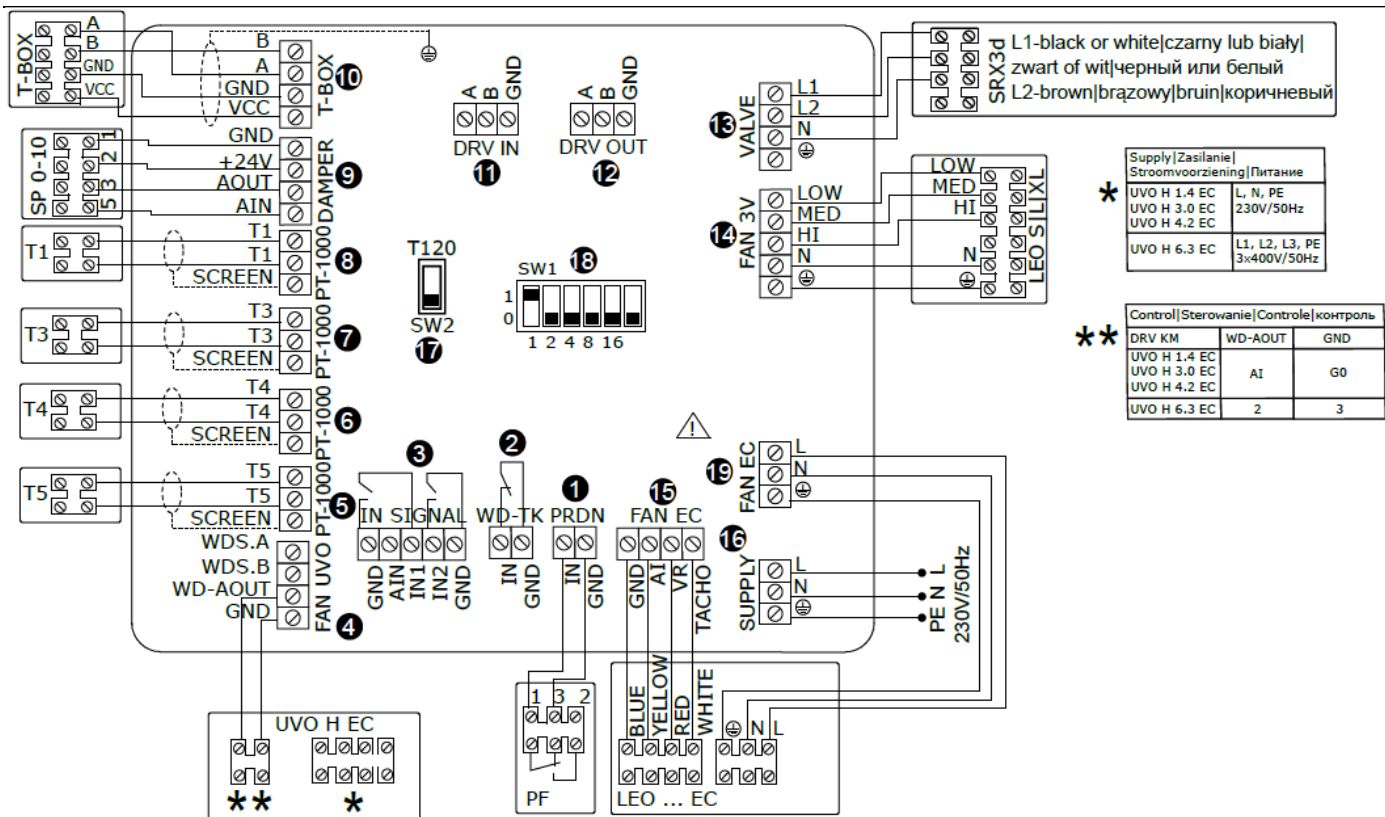 T-BOX
A
B
GND
VCC
B
A
GND
VCC
T-BOX
10
SP 0-10
1
2
3
5
GND
+24V
AOUT
AIN
DAMPER
9
T1
T1
T1
SCREEN
PT-1000
8
T3
T3
T3
SCREEN
PT-1000
7
T4
T4
T4
SCREEN
PT-1000
6
T5
T5
T5
SCREEN
PT-1000
5
WDS.A
WDS.B
WD-AOUT
GND
FAN UVO
4
A
B
GND
DRV IN
11
A
B
GND
DRV OUT
12
T120
SW2
17
SW1
18
1
0
1 2 4 8 16
3
IN SIGNAL
GND
AIN
IN1
IN2
GND
2
WD-TK
IN
GND
1
PRDN
IN
GND
15
FAN EC
GND
AI
VR
TACHO
13
VALVE
L1
L2
N
14
FAN 3V
LOW
MED
HI
N
19
FAN EC
L
N
16
SUPPLY
L
N
PE N L
230V/50Hz
SRX3d
L1-black or white|czarny lub biały|
zwart of wit|черный или белый
L2-brown|brązowy|bruin|коричневый
LOW
MED
HI
N
LEO S|L|XL
*
Supply|Zasilanie|
Stroomvoorziening|Питание
UVO H 1.4 EC
UVO H 3.0 EC
UVO H 4.2 EC
L, N, PE
230V/50Hz
UVO H 6.3 EC
L1, L2, L3, PE
3x400V/50Hz
**
Control|Sterowanie|Controle|контроль
DRV KM WD-AOUT GND
UVO H 1.4 EC
UVO H 3.0 EC
UVO H 4.2 EC
AI G0
UVO H 6.3 EC 2 3
UVO H EC
**
*
1 3 2
PF
BLUE
YELLOW
RED
WHITE
N L
LEO ... EC